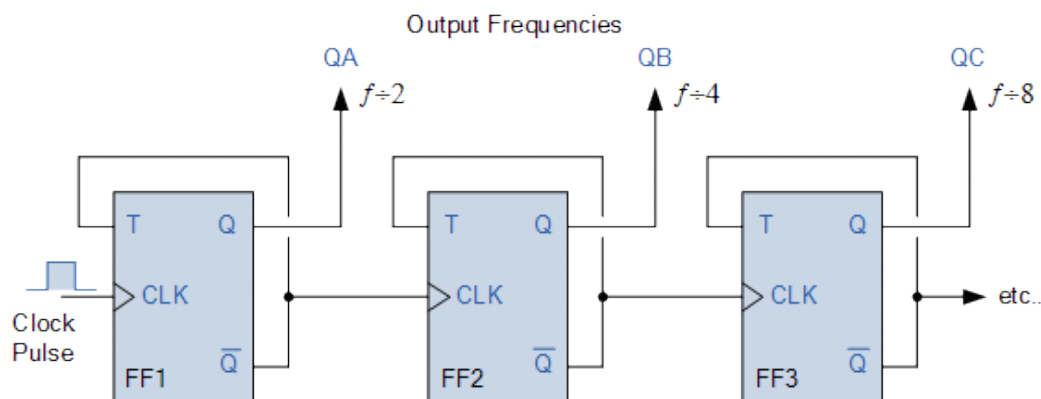 Output Frequencies
QA QB QC
f÷2 f÷4 f÷8
T Q T Q T Q
CLK CLK CLK etc..
Clock
Pulse
Q̅ Q̅ Q̅
FF1 FF2 FF3